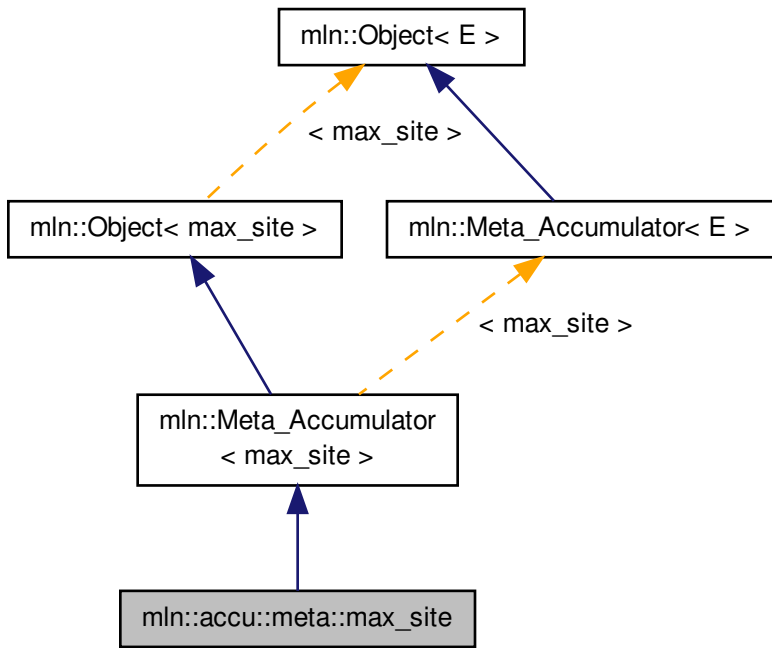 mln::Object< E >
< max_site >
mln::Object< max_site >
mln::Meta_Accumulator< E >
< max_site >
mln::Meta_Accumulator
< max_site >
mln::accu::meta::max_site